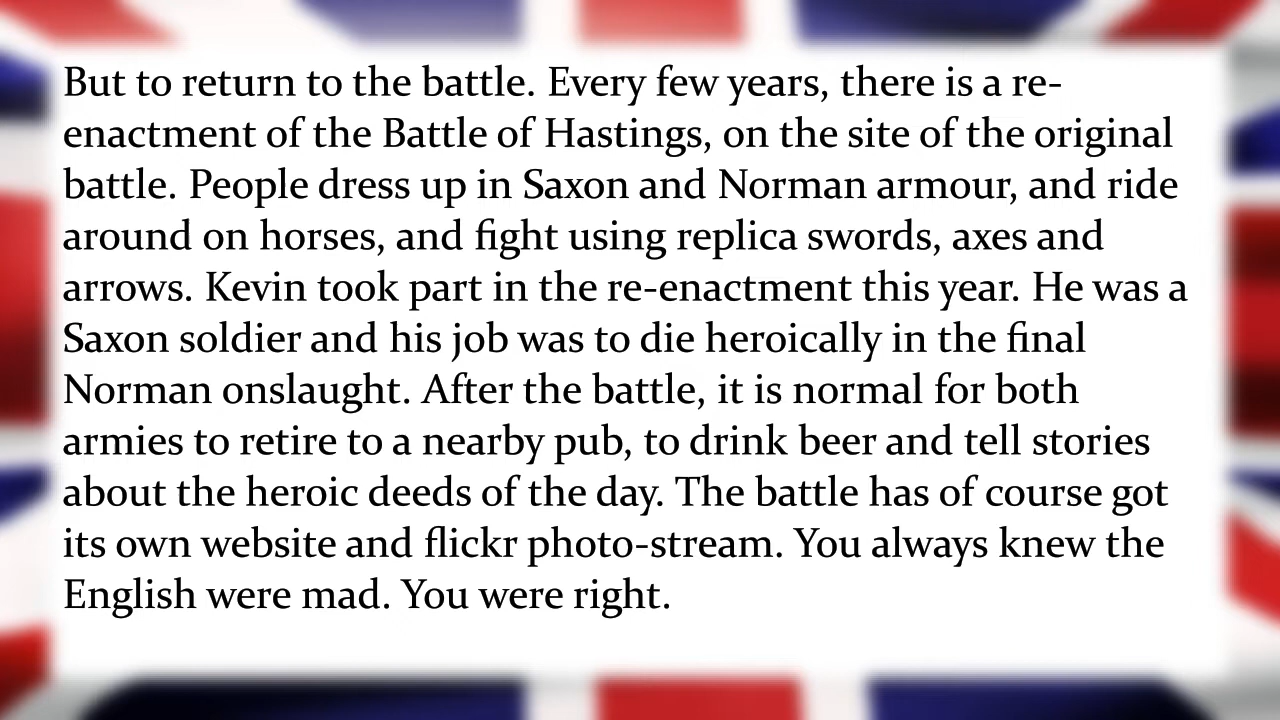 But to return to the battle. Every few years, there is a re-
enactment of the Battle of Hastings, on the site of the original
battle. People dress up in Saxon and Norman armour, and ride
around on horses, and fight using replica swords, axes and
arrows. Kevin took part in the re-enactment this year. He was a
Saxon soldier and his job was to die heroically in the final
Norman onslaught. After the battle, it is normal for both
armies to retire to a nearby pub, to drink beer and tell stories
about the heroic deeds of the day. The battle has of course got
its own website and flickr photo-stream. You always knew the
English were mad. You were right.